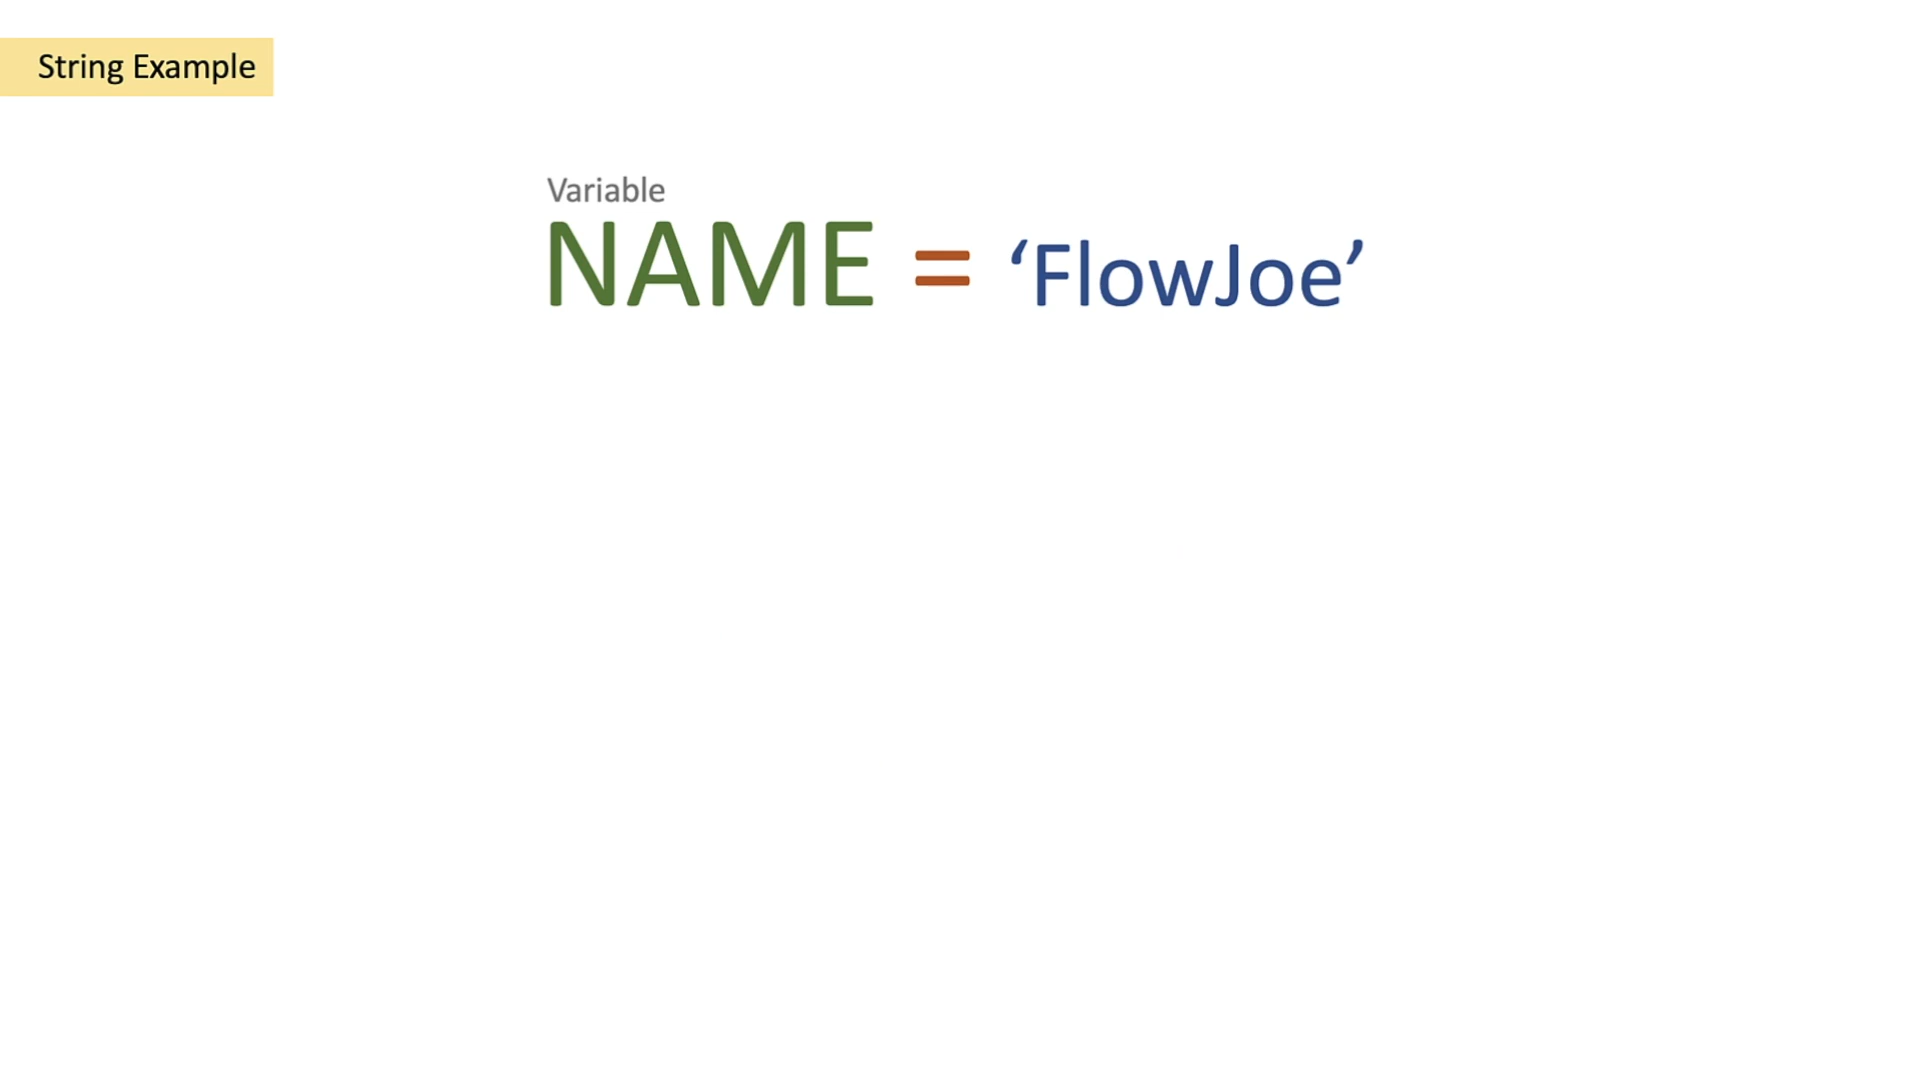 String Example
Variable
NAME = ‘FlowJoe’